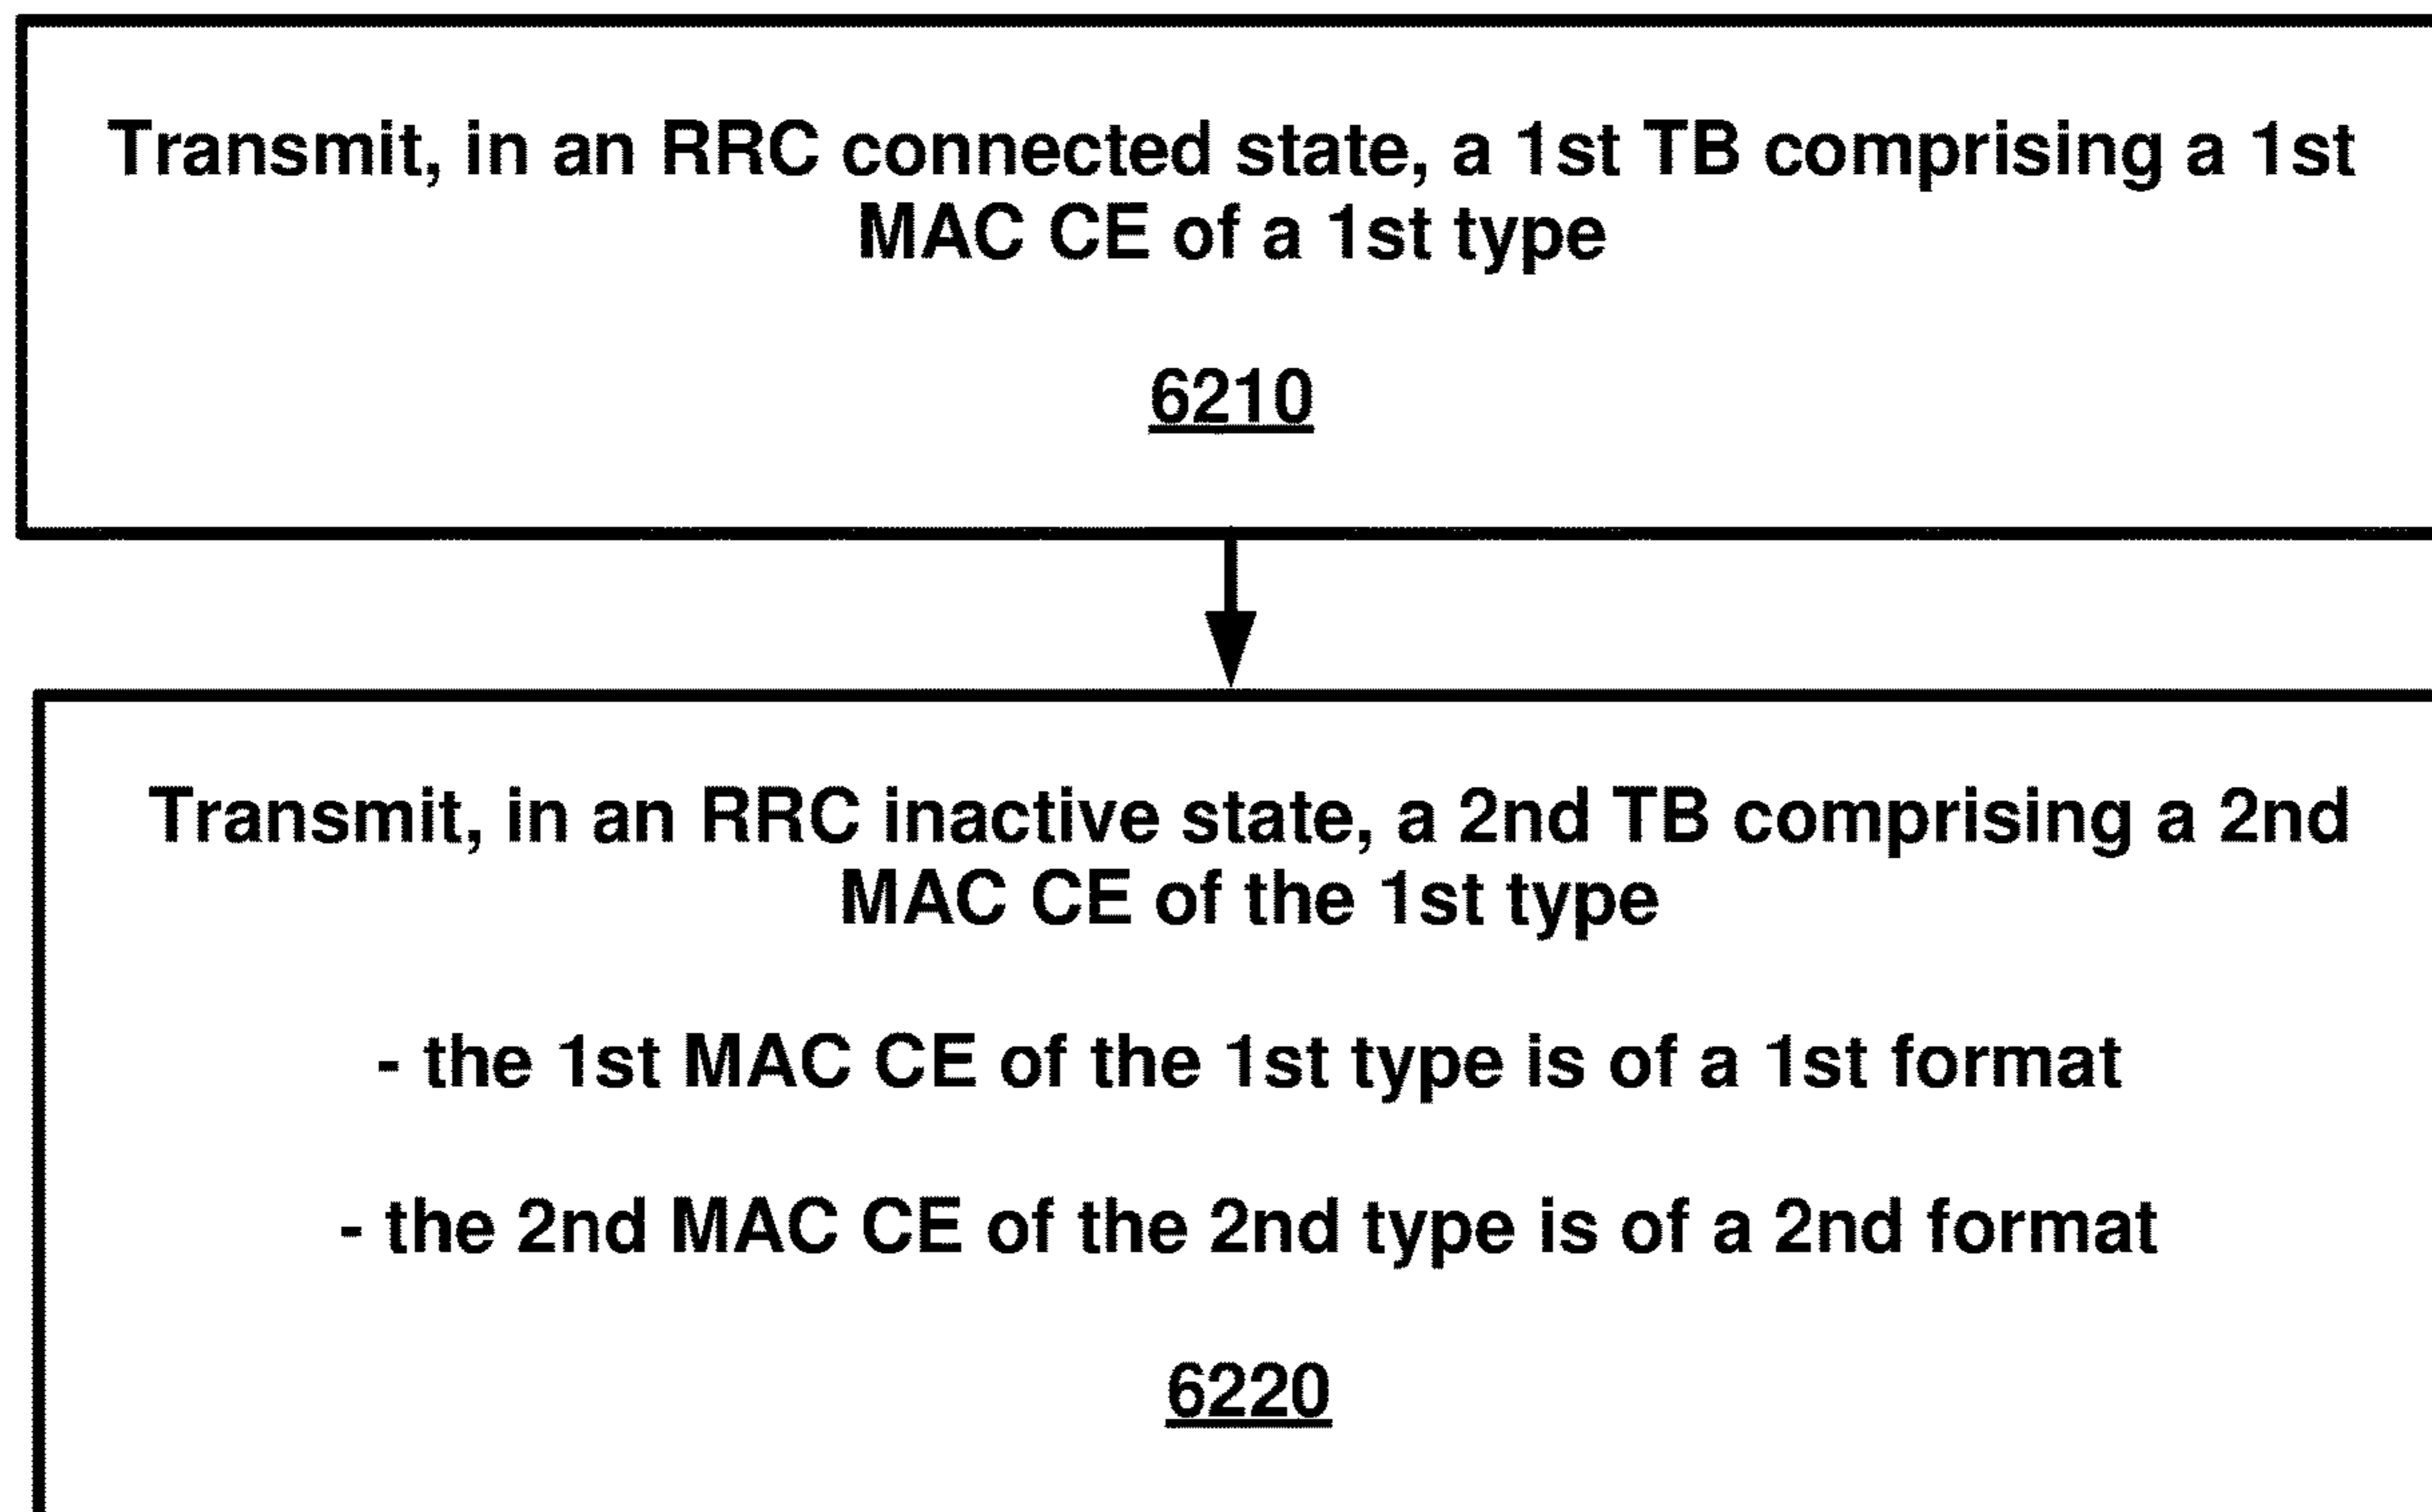 Transmit, in an RRC connected state, a 1st TB comprising a 1st
MAC CE of a 1st type
6210
Transmit, in an RRC inactive state, a 2nd TB comprising a 2nd
MAC CE of the 1st type
- the 1st MAC CE of the 1st type is of a 1st format
- the 2nd MAC CE of the 2nd type is of a 2nd format
6220